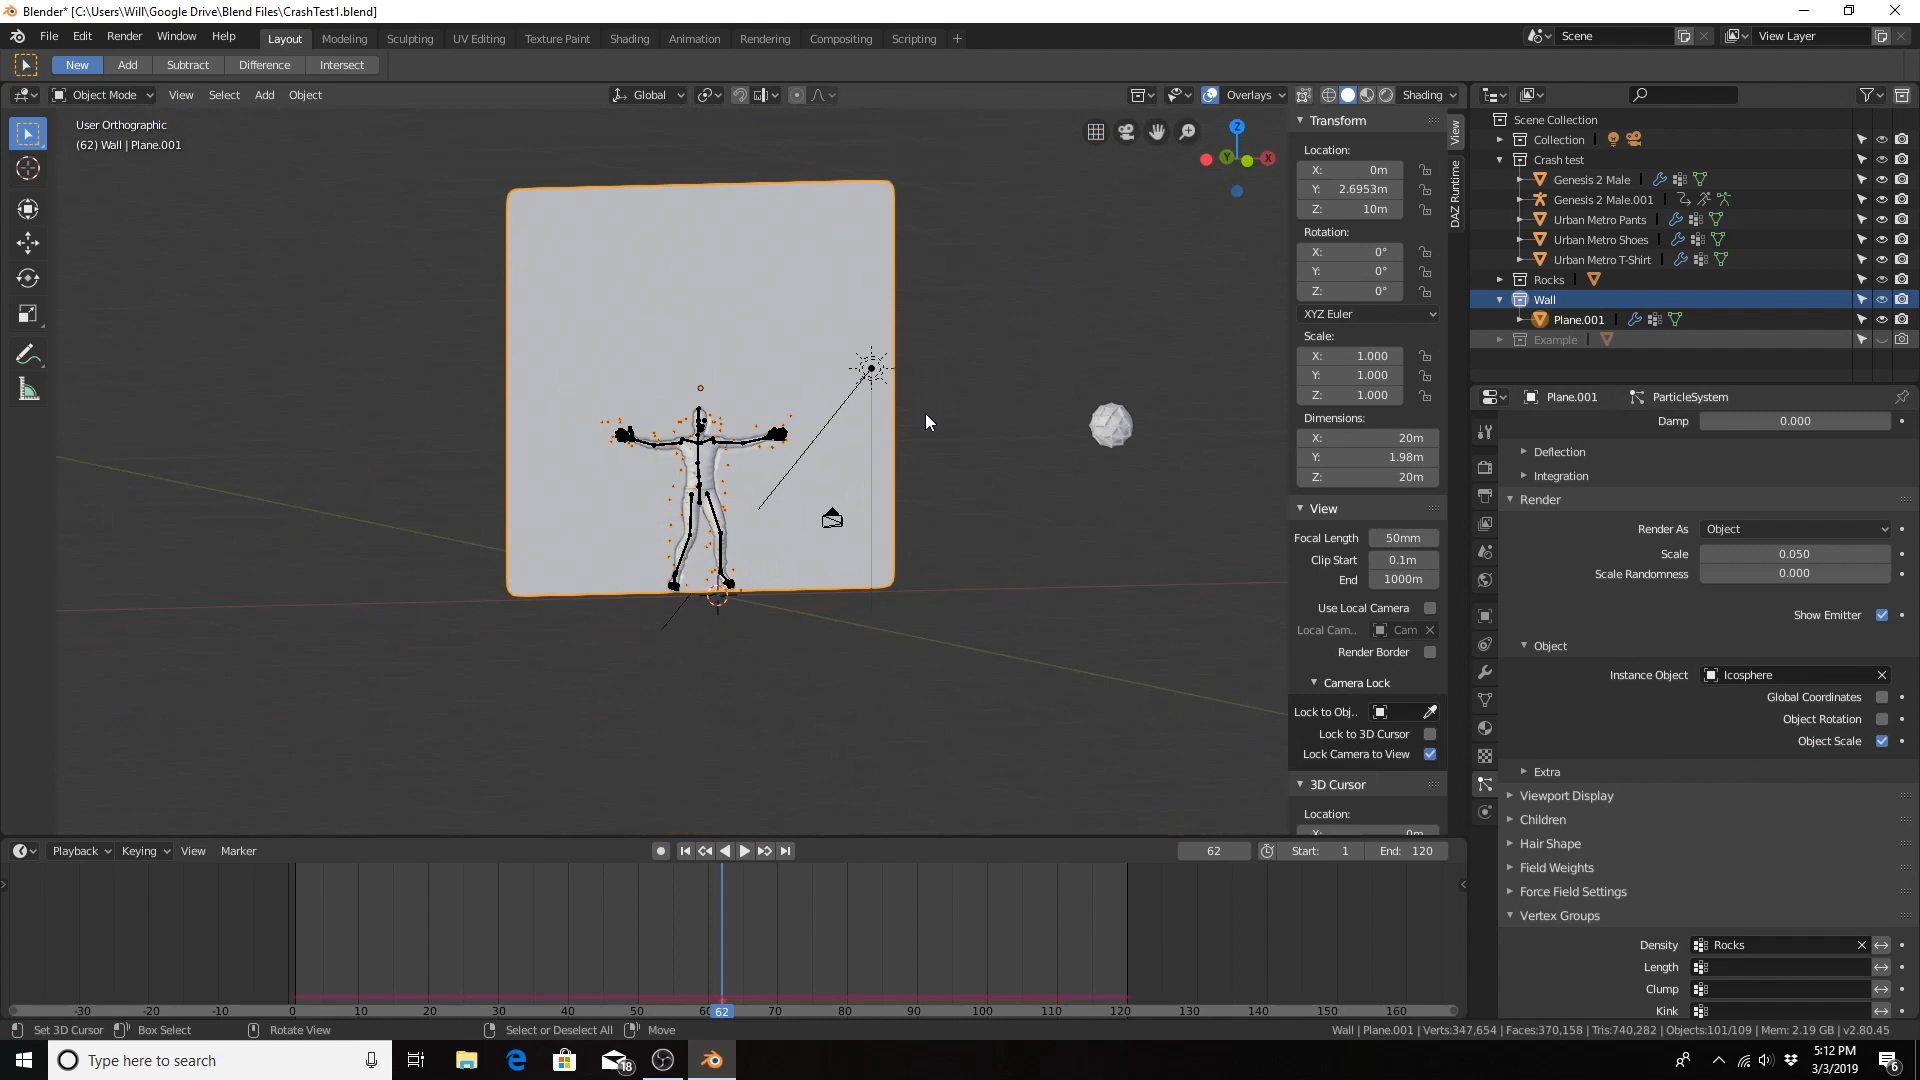 Blender* [C:\Users\Will\Google Drive\Blend Files\CrashTest1.blend]
File Edit Render Window Help Layout Modeling Sculpting UV Editing Texture Paint Shading Animation Rendering Compositing Scripting + Scene View Layer
New Add Subtract Difference Intersect
Object Mode View Select Add Object Global Overlays Shading
User Orthographic
(62) Wall | Plane.001
Z
Y
X
View
DAZ Runtime
Transform
Location:
X: 0m
Y: 2.6953m
Z: 10m
Rotation:
X: 0°
Y: 0°
Z: 0°
XYZ Euler
Scale:
X: 1.000
Y: 1.000
Z: 1.000
Dimensions:
X: 20m
Y: 1.98m
Z: 20m
View
Focal Length 50mm
Clip Start 0.1m
End 1000m
Use Local Camera
Local Cam.. Cam
Render Border
Camera Lock
Lock to Obj..
Lock to 3D Cursor
Lock Camera to View
3D Cursor
Location:
X: 0m
Scene Collection
Collection
Crash test
Genesis 2 Male
Genesis 2 Male.001
Urban Metro Pants
Urban Metro Shoes
Urban Metro T-Shirt
Rocks
Wall
Plane.001
Example
Plane.001 ParticleSystem
Damp 0.000
Deflection
Integration
Render
Render As Object
Scale 0.050
Scale Randomness 0.000
Show Emitter
Object
Instance Object Icosphere
Global Coordinates
Object Rotation
Object Scale
Extra
Viewport Display
Children
Hair Shape
Field Weights
Force Field Settings
Vertex Groups
Density Rocks
Length
Clump
Kink
Playback Keying View Marker 62 Start: 1 End: 120
-30 -20 -10 0 10 20 30 40 50 60 62 70 80 90 100 110 120 130 140 150 160
Set 3D Cursor Box Select Rotate View Select or Deselect All Move Wall | Plane.001 | Verts:347,654 | Faces:370,158 | Tris:740,282 | Objects:101/109 | Mem: 2.19 GB | v2.80.45
Type here to search 18 5:12 PM
3/3/2019 6